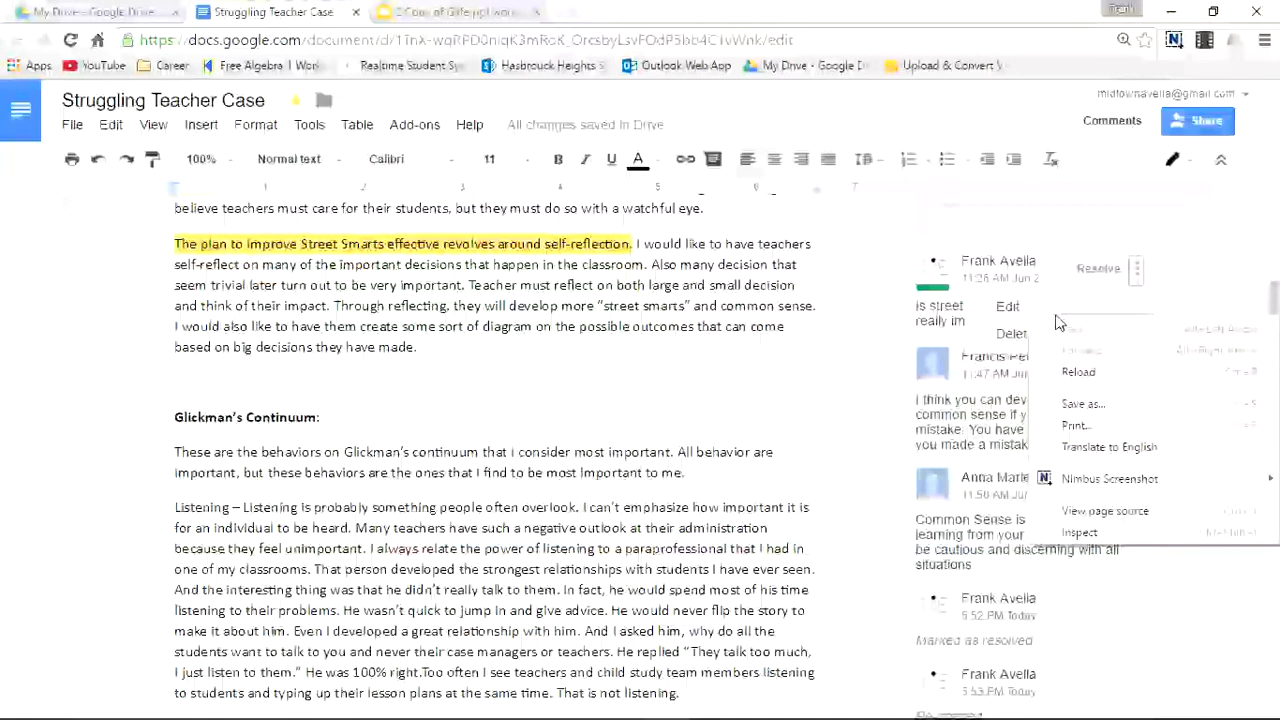 My Drive - Google Drive
Struggling Teacher Case
https://docs.google.com/document/d/
Apps YouTube Career Free Algebra 1 Realtime Student Hasbrouck Heights Outlook Web App My Drive - Google D Upload & Convert
Struggling Teacher Case
midtownavella@gmail.com
File Edit View Insert Format Tools Table Add-ons Help All changes saved in Drive
Comments Share
100% Normal text Calibri 11 B I U A
1 2 3 4 5 6 7
believe teachers must care for their students, but they must do so with a watchful eye.
The plan to improve Street Smarts effective revolves around self-reflection. I would like to have teachers
self-reflect on many of the important decisions that happen in the classroom. Also many decision that
seem trivial to turn out to be very important. Teacher must reflect on both large and small decision
and think of their impact. Through reflecting, they will develop more “street smarts” and common sense.
I would also like to have them create some sort of diagram on the possible outcomes that can come
based on big decisions they have made.
Glickman’s Continuum:
These are the behaviors on Glickman’s continuum that i consider most important. All behavior are
important, but these behaviors are the ones that I find to be most important to me.
Listening – Listening is probably something people often overlook. I can’t emphasize how important it is
for an individual to be heard. Many teachers have such a negative outlook at their administration
because they feel unimportant. I always relate the power of listening to a paraprofessional that I had in
one of my classrooms. That person developed the strongest relationships with students I have ever seen.
And the interesting thing was that he didn’t really talk to them. In fact, he would spend most of his time
listening to their problems. He wasn’t quick to jump in and give advice. He would never flip the story to
make it about him. Even I developed a great relationship with him. And I asked him, why do all the
students want to talk to you and never their case managers or teachers. He replied “They talk too much,
I just listen to them.” He was 100% right.Too often I see teachers and child study team members listening
to students and typing up their lesson plans at the same time. That is not listening.
Frank Avella
11:26 AM Jun 2
Resolve
is street
really im
Edit
Delet
Francis
11:47 AM
I think you can dev
common sense if y
mistake. You have
you made a mistak
Anna Marie
11:58 AM
Common Sense is
learning from your
be cautious and discerning with all
situations
Frank Avella
5:52 PM Today
Marked as resolved
Frank Avella
5:53 PM Today
Reload
Save as...
Print...
Translate to English
Nimbus Screenshot
View page source
Inspect